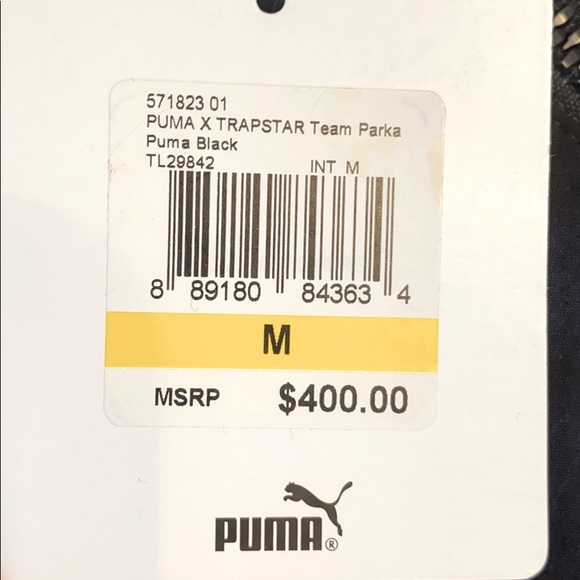 571823 01
PUMA X TRAPSTAR Team Parka
Puma Black
TL29842 INT M
8 89180 84363 4
M
MSRP $400.00
PUMA®